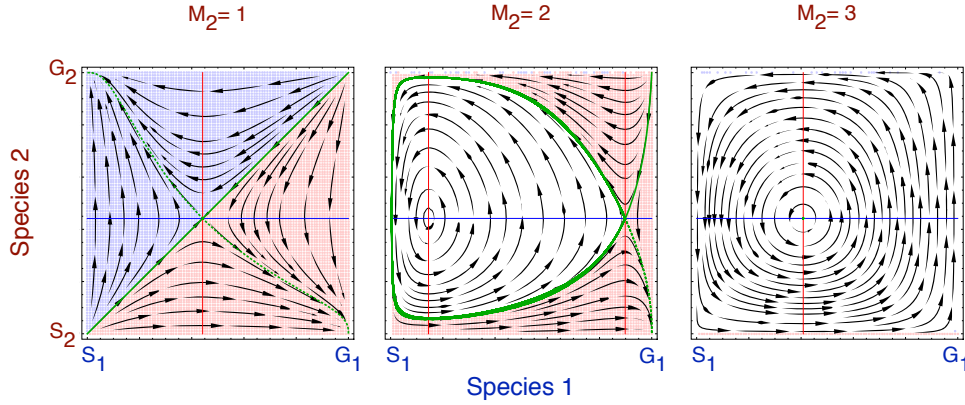 M2= 1
M2= 2
M2= 3
G2
Species 2
S2
S1
G1
S1
G1
S1
G1
Species 1